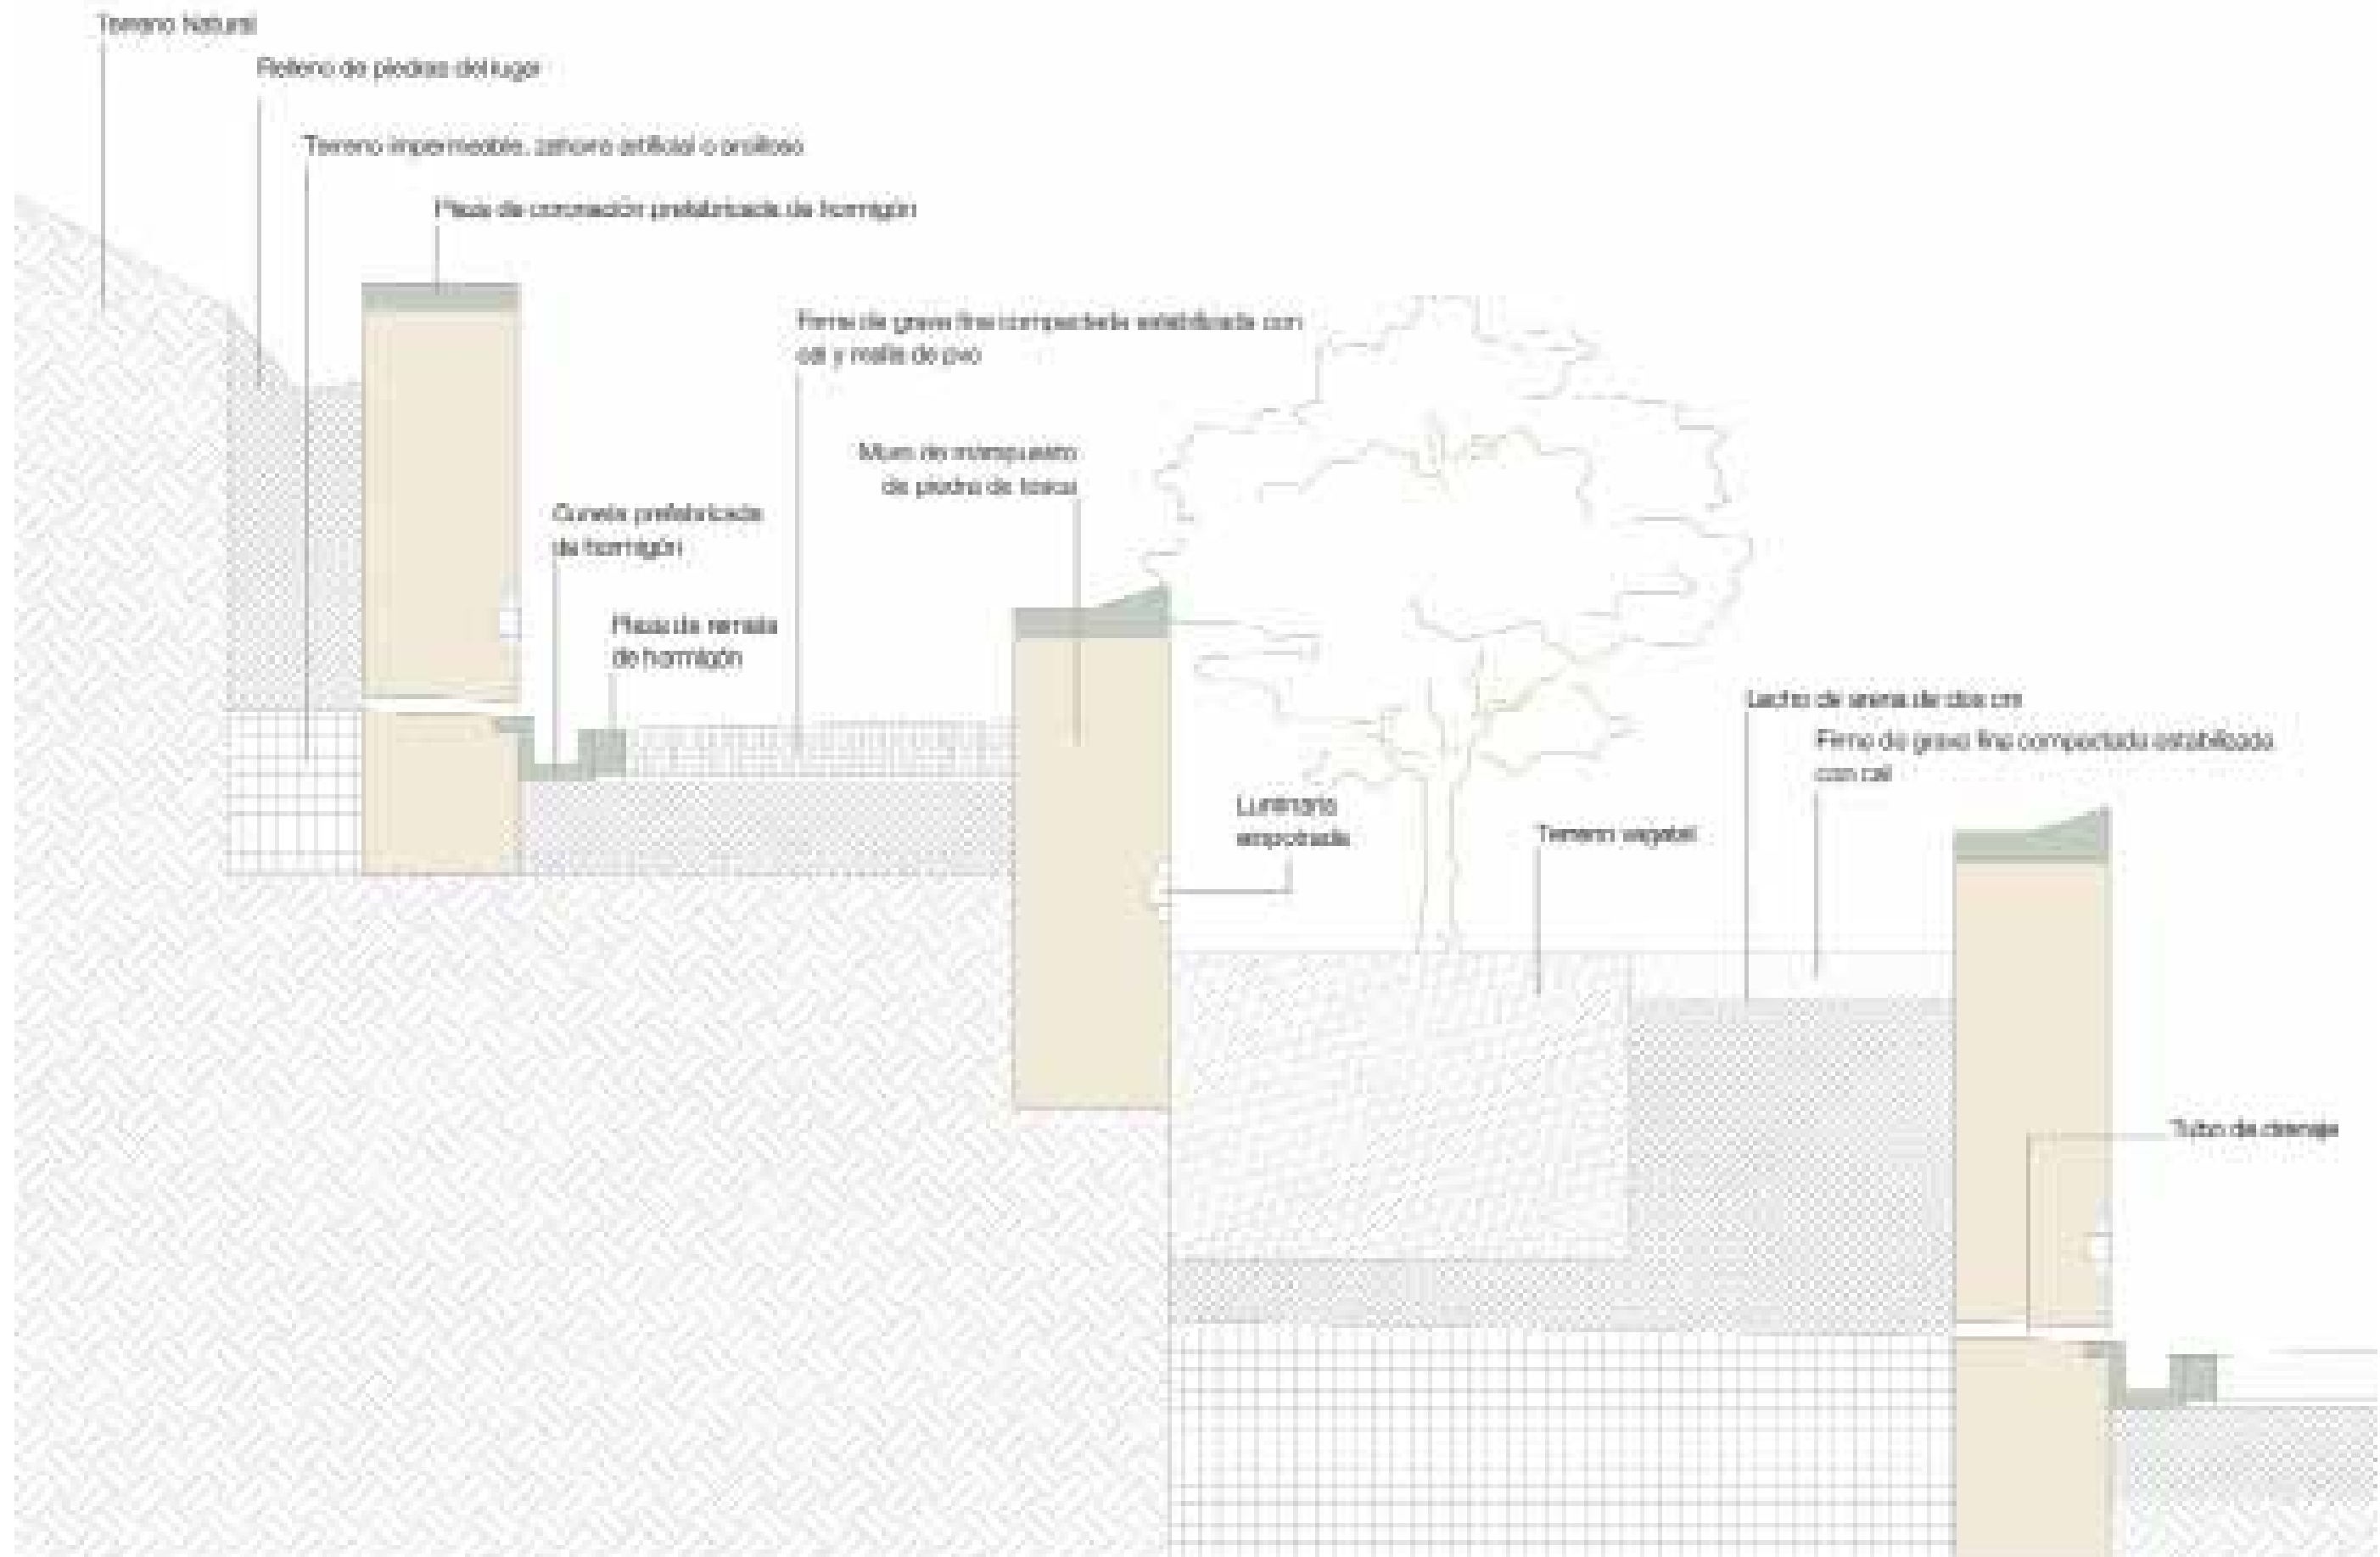 Terreno Natural
Relleno de piedras del lugar
Terreno impermeable, zahorra artificial o arcilloso
Pieza de coronación prefabricada de hormigón
Firme de grava fina compactada estabilizada con
cal y malla de pvc
Muro de mampuesto
de piedra de tosca
Cuneta prefabricada
de hormigón
Pieza de remate
de hormigón
Lecho de arena de dos cm
Firme de grava fina compactada estabilizada
con cal
Luminaria
empotrada
Terreno vegetal
Tubo de drenaje